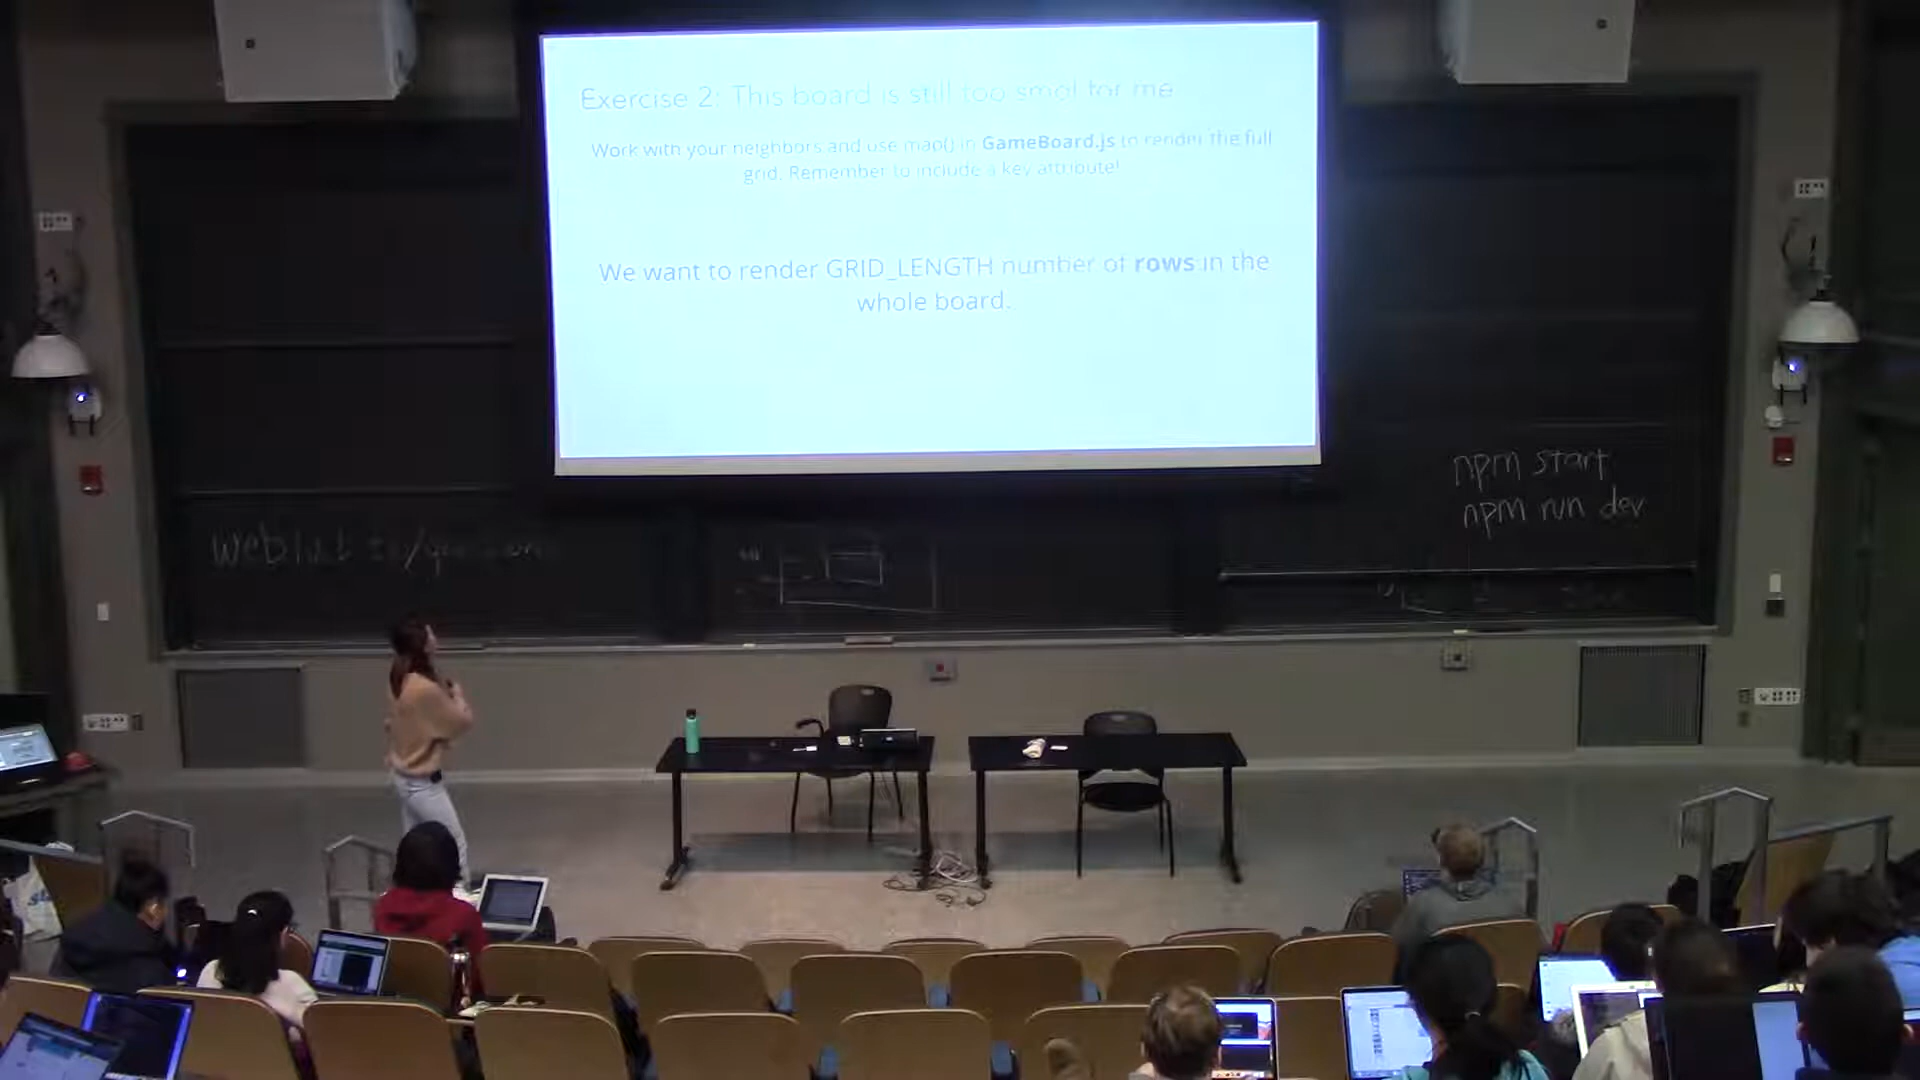 Exercise 2: This board is still too smol for me
Work with your neighbors and use map() in GameBoard.js to render the full
grid. Remember to include a key attribute!
We want to render GRID_LENGTH number of rows in the
whole board.
npm start
npm run dev